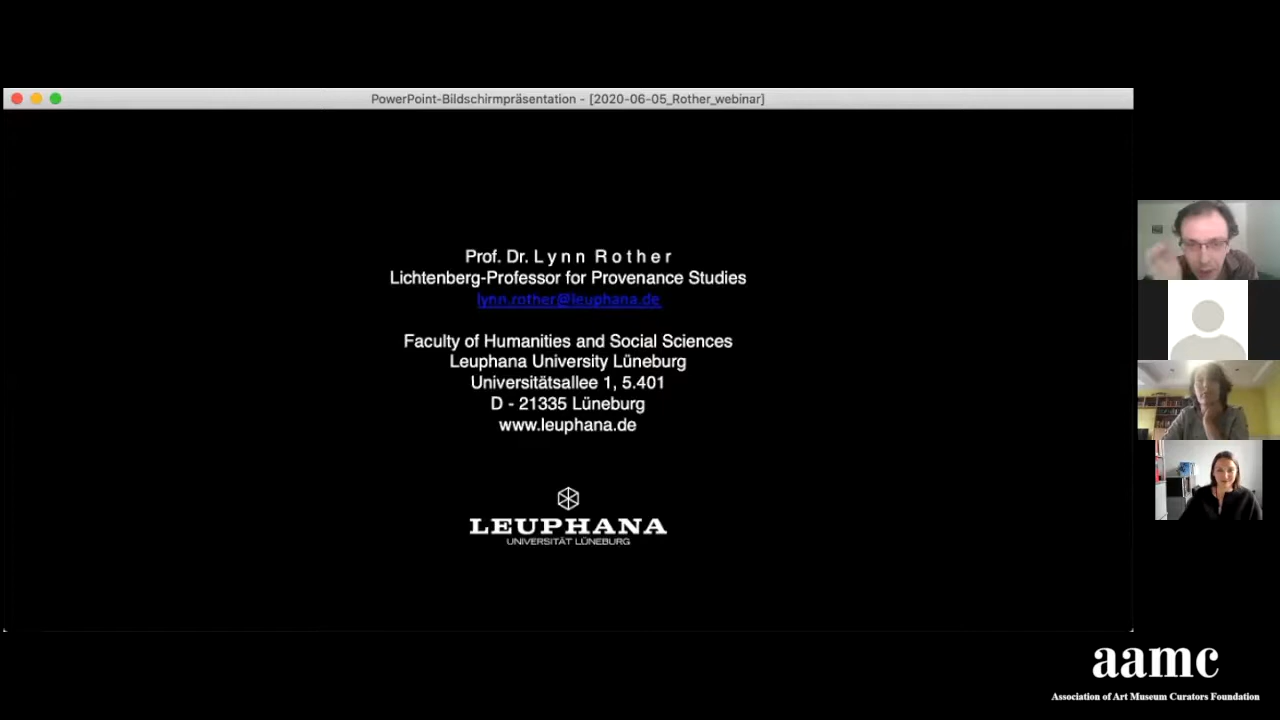 PowerPoint-Bildschirmpräsentation - [2020-06-05_Rother_webinar]
Prof. Dr. Lynn Rother
Lichtenberg-Professor for Provenance Studies
lynn.rother@leuphana.de
Faculty of Humanities and Social Sciences
Leuphana University Lüneburg
Universitätsallee 1, 5.401
D - 21335 Lüneburg
www.leuphana.de
LEUPHANA
UNIVERSITÄT LÜNEBURG
aamc
Association of Art Museum Curators Foundation